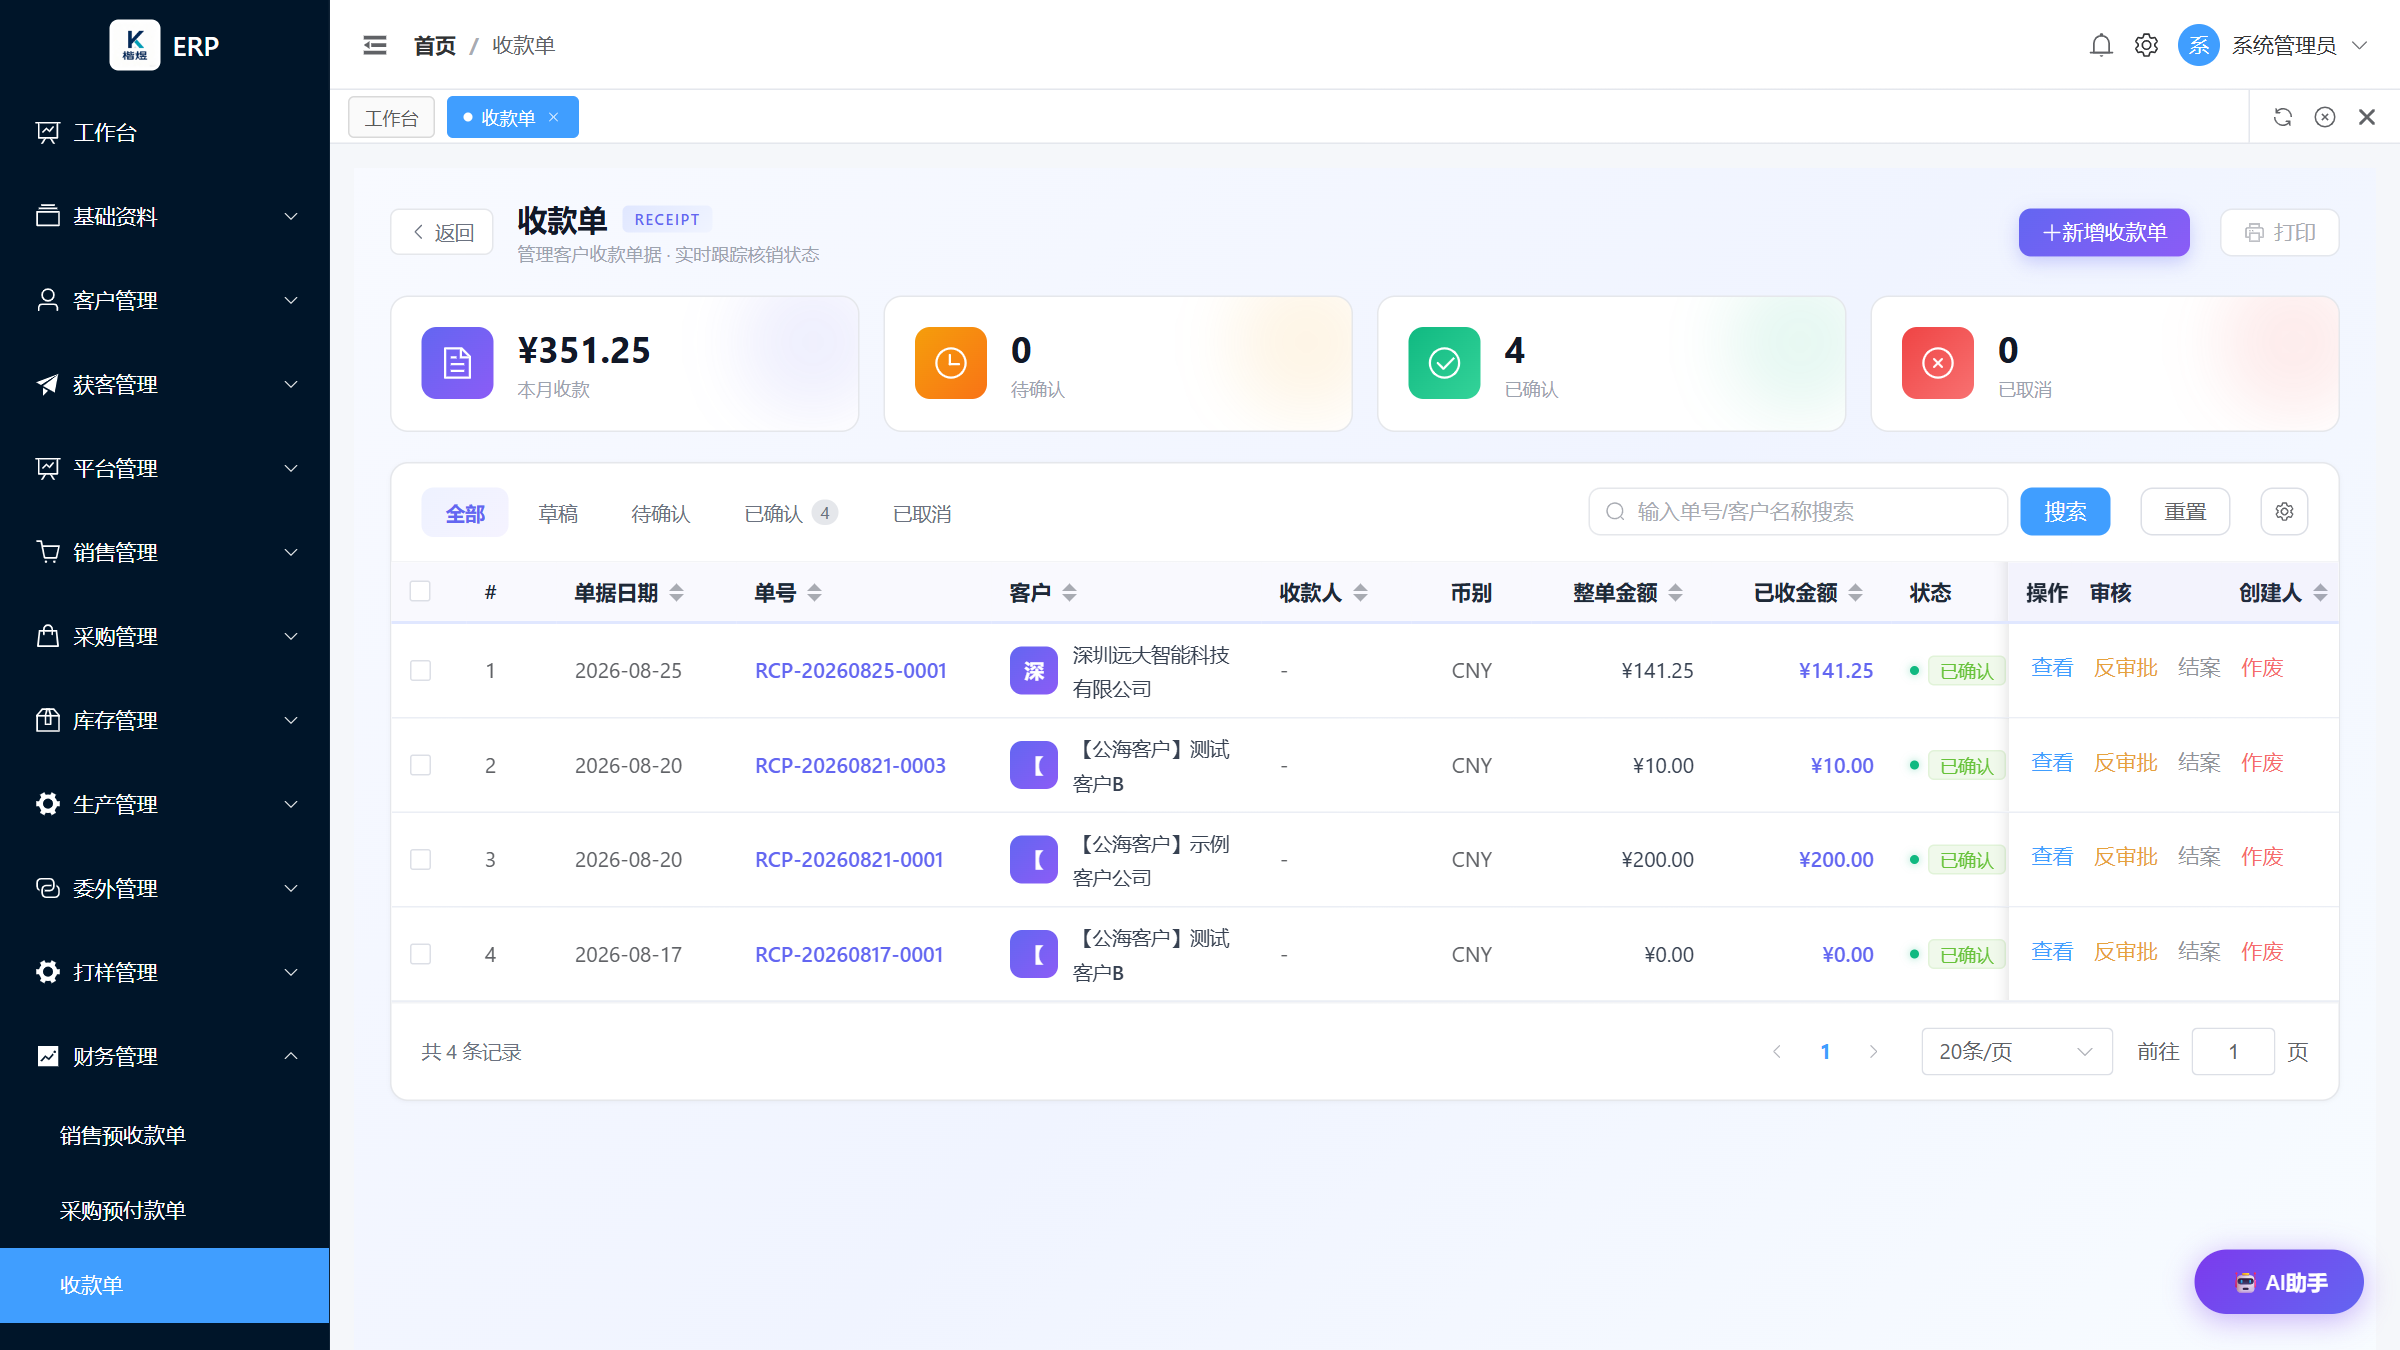 K
楷煜
ERP
工作台
基础资料
客户管理
获客管理
平台管理
销售管理
采购管理
库存管理
生产管理
委外管理
打样管理
财务管理
销售预收款单
采购预付款单
收款单
首页 / 收款单
系 系统管理员
工作台
收款单
返回
收款单 RECEIPT
管理客户收款单据 · 实时跟踪核销状态
+新增收款单
打印
¥351.25
本月收款
0
待确认
4
已确认
0
已取消
全部 草稿 待确认 已确认 4 已取消
输入单号/客户名称搜索
搜索
重置
# 单据日期 单号 客户 收款人 币别 整单金额 已收金额 状态 操作 审核 创建人
1 2026-08-25 RCP-20260825-0001 深 深圳远大智能科技 - CNY ¥141.25 ¥141.25 已确认 查看 反审批 结案 作废
有限公司
2 2026-08-20 RCP-20260821-0003 【 【公海客户】测试 - CNY ¥10.00 ¥10.00 已确认 查看 反审批 结案 作废
客户B
3 2026-08-20 RCP-20260821-0001 【 【公海客户】示例 - CNY ¥200.00 ¥200.00 已确认 查看 反审批 结案 作废
客户公司
4 2026-08-17 RCP-20260817-0001 【 【公海客户】测试 - CNY ¥0.00 ¥0.00 已确认 查看 反审批 结案 作废
客户B
共 4 条记录
1
20条/页
前往 1 页
AI助手